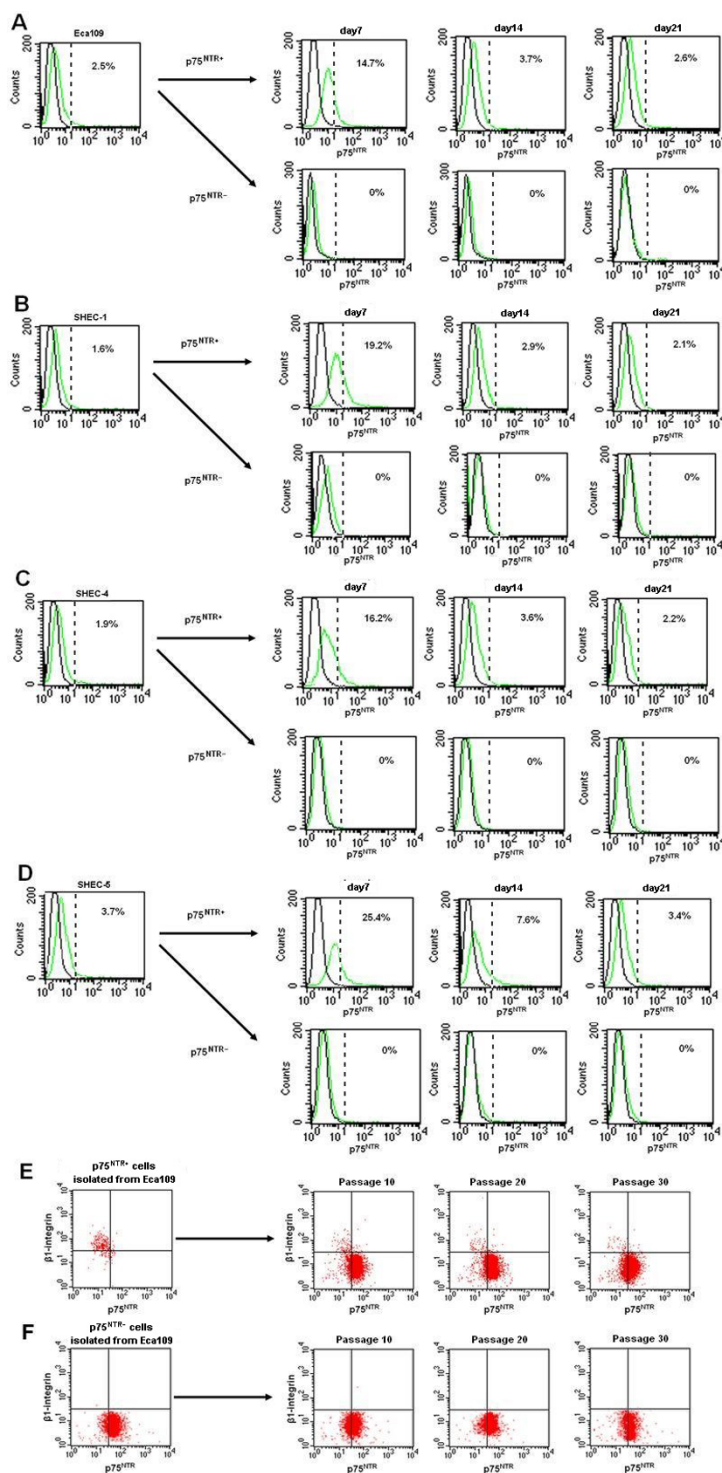 A
Eca109
day7
day14
day21
2.5%
p75NTR+
14.7%
3.7%
2.6%
p75NTR-
0%
0%
0%
B
SHEC-1
day7
day14
day21
1.6%
p75NTR+
19.2%
2.9%
2.1%
p75NTR-
0%
0%
0%
C
SHEC-4
day7
day14
day21
1.9%
p75NTR+
16.2%
3.6%
2.2%
p75NTR-
0%
0%
0%
D
SHEC-5
day7
day14
day21
3.7%
p75NTR+
25.4%
7.6%
3.4%
p75NTR-
0%
0%
0%
Counts
p75NTR
E
p75NTR+ cells
isolated from Eca109
Passage 10
Passage 20
Passage 30
β1-integrin
p75NTR
F
p75NTR- cells
isolated from Eca109
Passage 10
Passage 20
Passage 30
β1-integrin
p75NTR